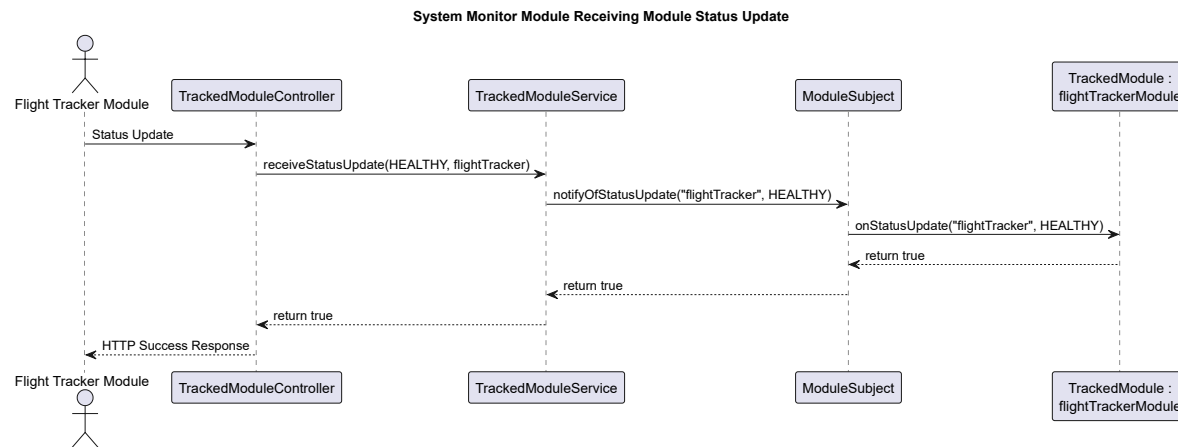 System Monitor Module Receiving Module Status Update
Flight Tracker Module
TrackedModuleController
TrackedModuleService
ModuleSubject
TrackedModule :
flightTrackerModule
Status Update
receiveStatusUpdate(HEALTHY, flightTracker)
notifyOfStatusUpdate("flightTracker", HEALTHY)
onStatusUpdate("flightTracker", HEALTHY)
return true
return true
return true
HTTP Success Response
Flight Tracker Module
TrackedModuleController
TrackedModuleService
ModuleSubject
TrackedModule :
flightTrackerModule